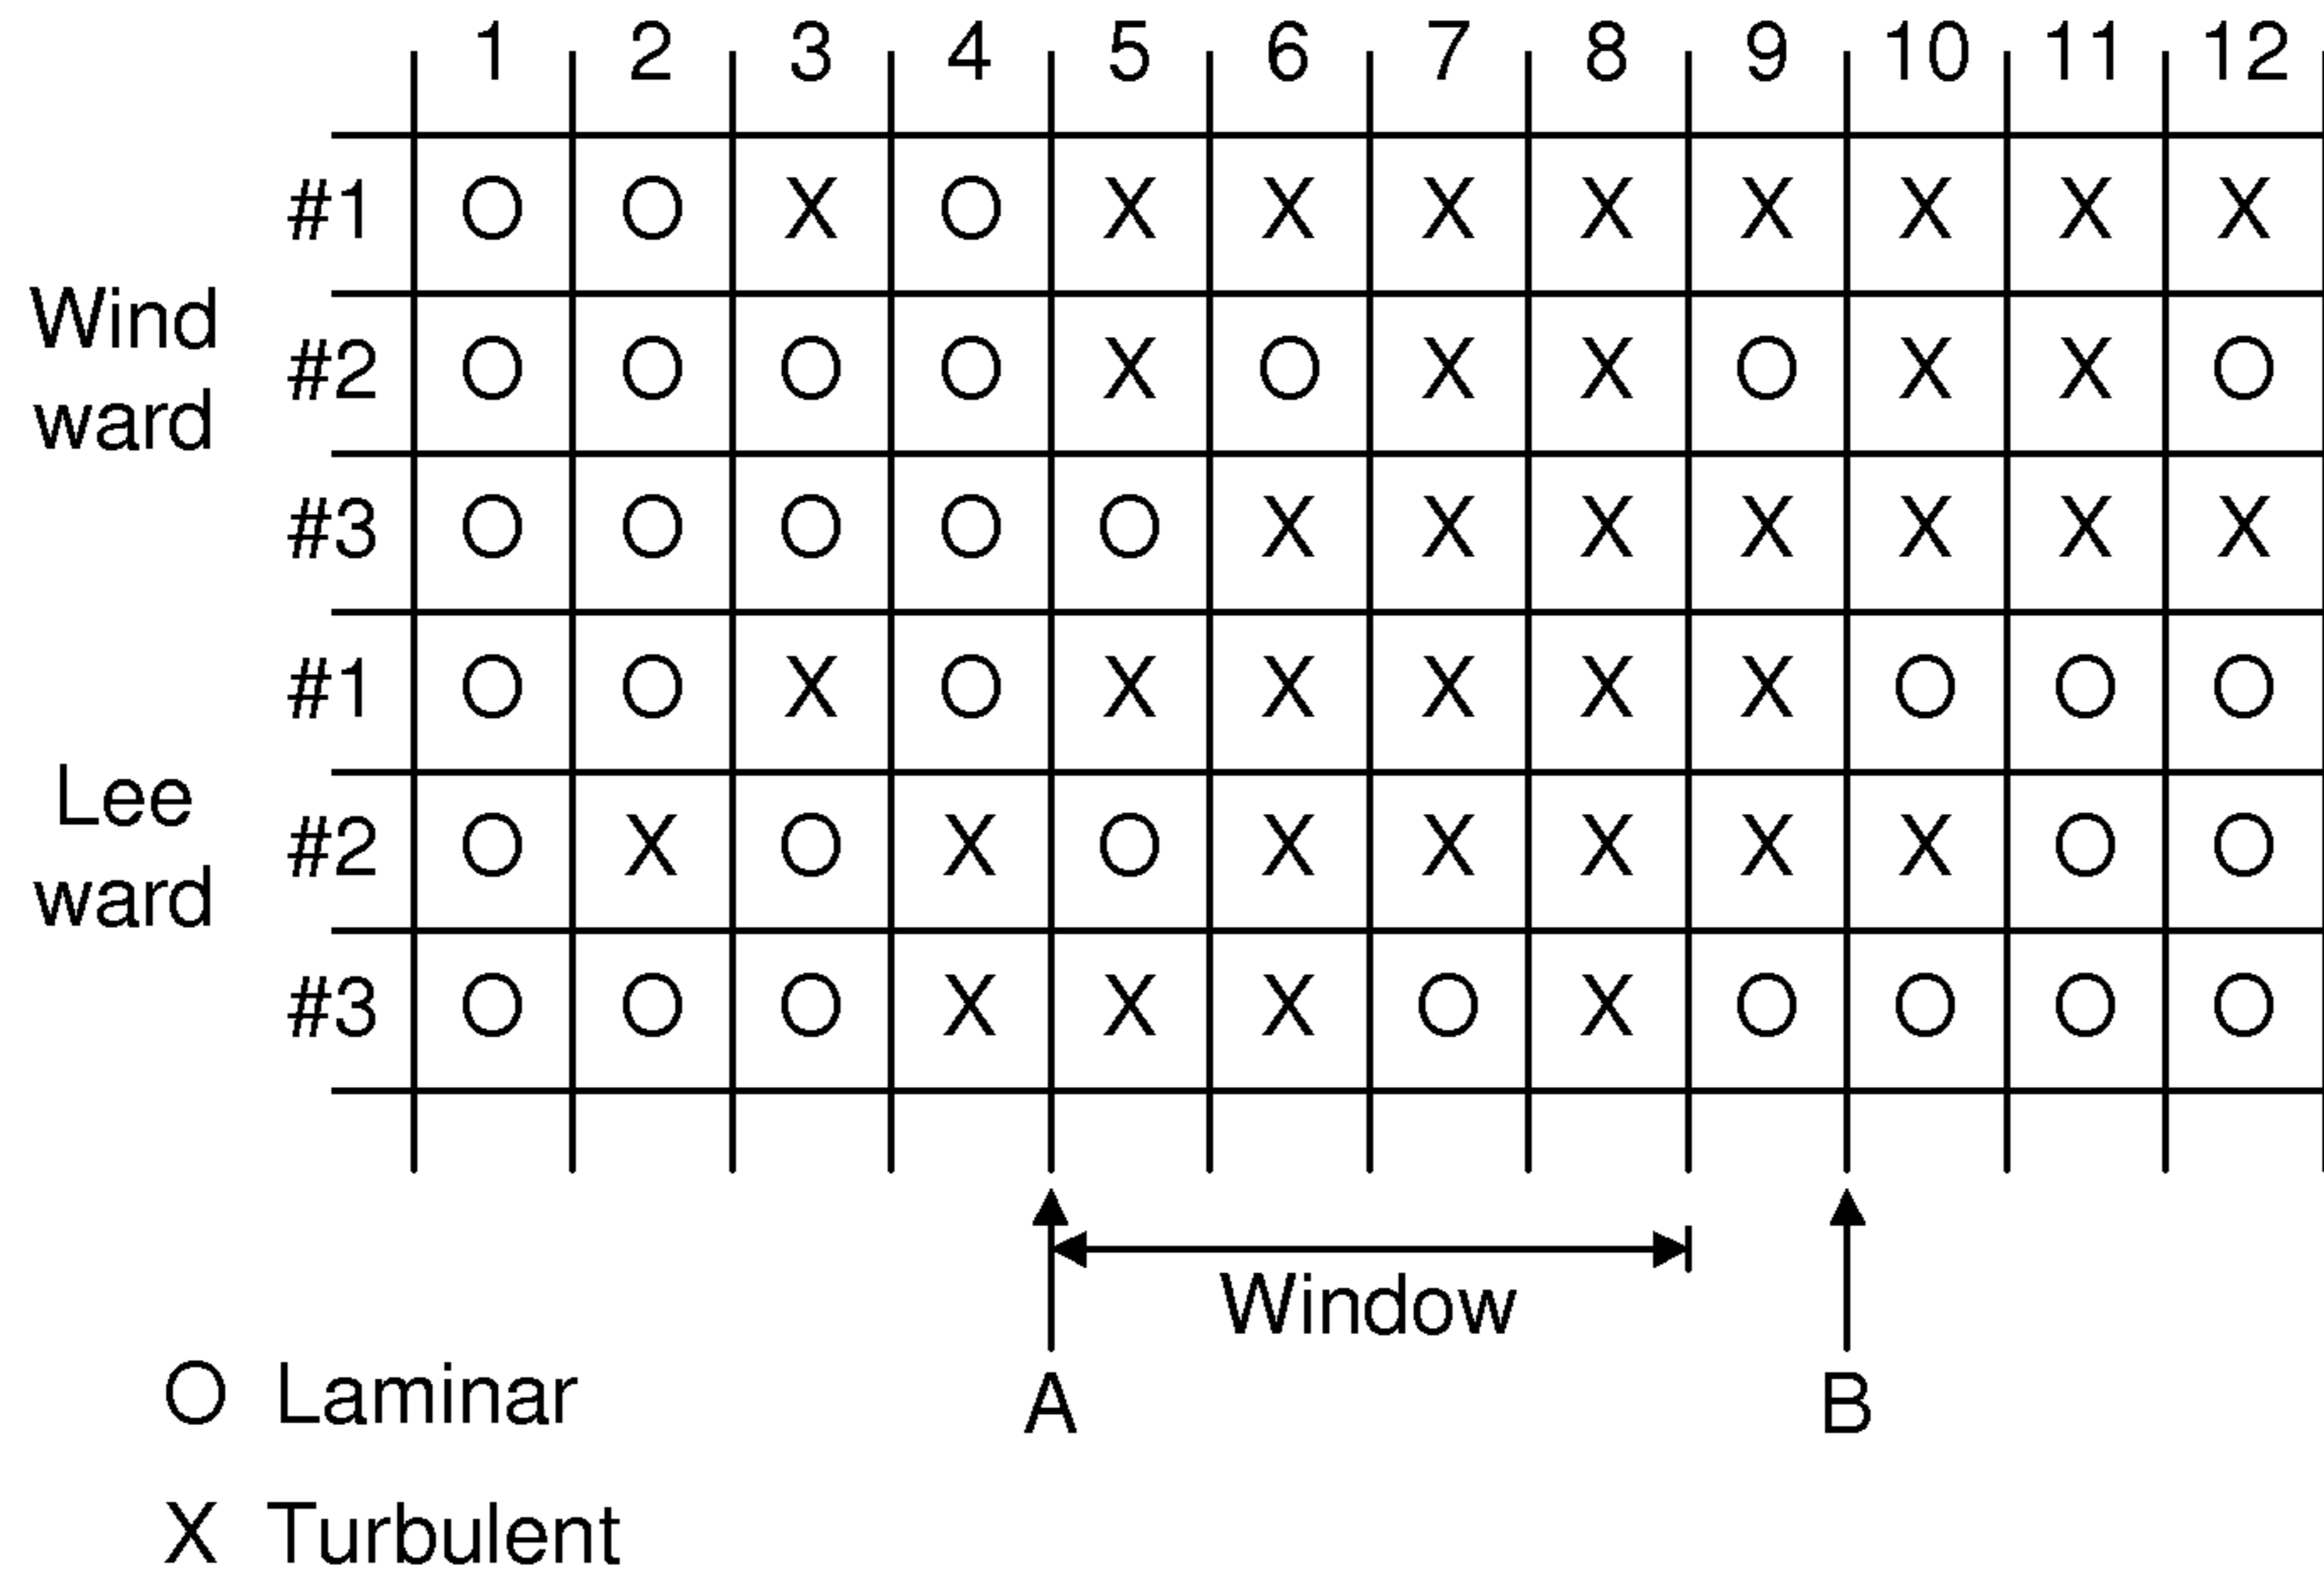 1 2 3 4 5 6 7 8 9 10 11 12
#1 O O X O X X X X X X X X
Wind
ward
#2 O O O O X O X X O X X O
#3 O O O O O X X X X X X X
#1 O O X O X X X X X O O O
Lee
ward
#2 O X O X O X X X X X O O
#3 O O O X X X O X O O O O
Window
A B
O Laminar
X Turbulent